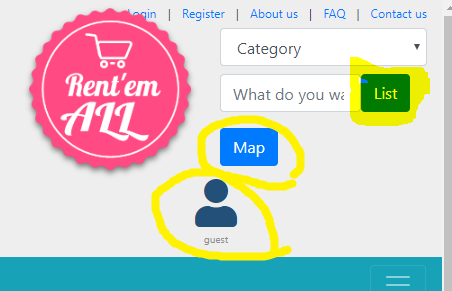 Login | Register | About us | FAQ | Contact us
Rent'em
ALL
Category
What do you wa
List
Map
guest